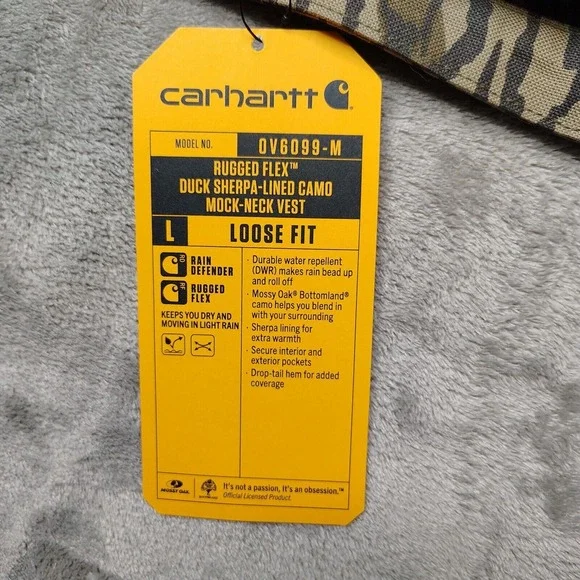 carhartt
MODEL NO. OV6099-M
RUGGED FLEX™
DUCK SHERPA-LINED CAMO
MOCK-NECK VEST
L LOOSE FIT
RAIN
DEFENDER
RUGGED
FLEX
KEEPS YOU DRY AND
MOVING IN LIGHT RAIN
· Durable water repellent
(DWR) makes rain bead up
and roll off
· Mossy Oak® Bottomland®
camo helps you blend in
with your surrounding
· Sherpa lining for
extra warmth
· Secure interior and
exterior pockets
· Drop-tail hem for added
coverage
MOSSY OAK.
It's not a passion, it's an obsession.™
Official Licensed Product.